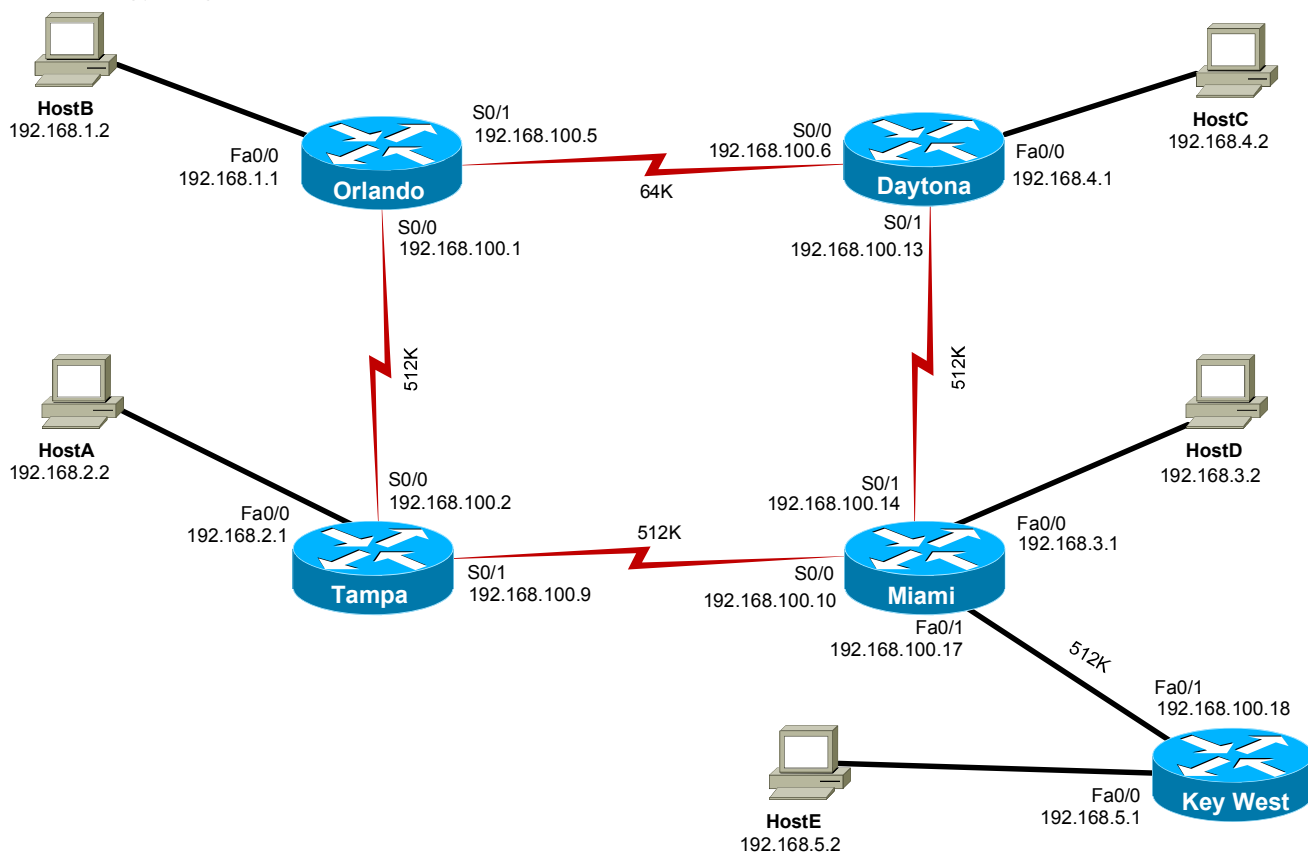 HostB
192.168.1.2
Fa0/0
192.168.1.1
Orlando
S0/1
192.168.100.5
S0/0
192.168.100.1
64K
S0/0
192.168.100.6
Daytona
Fa0/0
192.168.4.1
S0/1
192.168.100.13
HostC
192.168.4.2
512K
512K
HostA
192.168.2.2
Fa0/0
192.168.2.1
Tampa
S0/0
192.168.100.2
S0/1
192.168.100.9
512K
S0/1
192.168.100.14
S0/0
192.168.100.10
Miami
Fa0/0
192.168.3.1
Fa0/1
192.168.100.17
HostD
192.168.3.2
512K
Fa0/1
192.168.100.18
Key West
Fa0/0
192.168.5.1
HostE
192.168.5.2